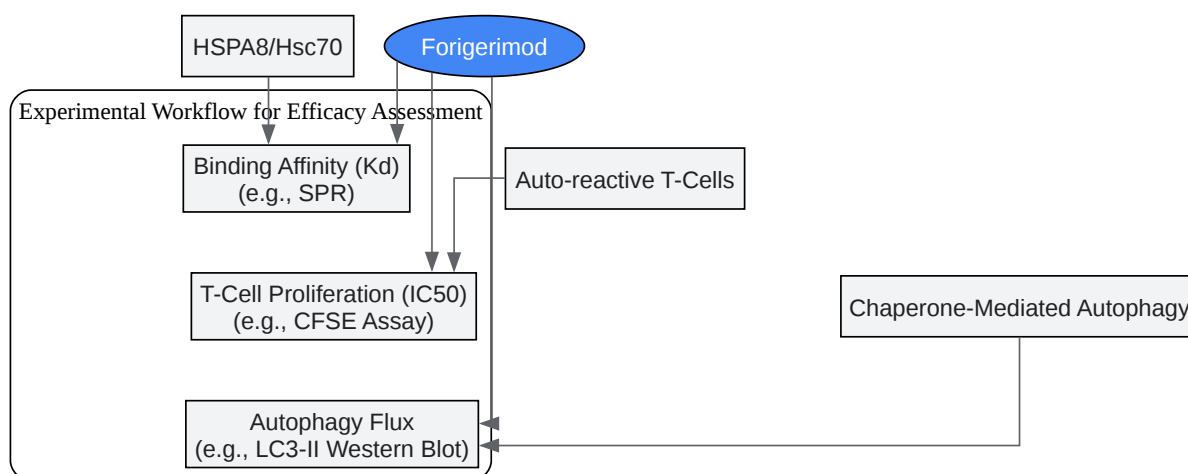 HSPA8/Hsc70
Forigerimod
Experimental Workflow for Efficacy Assessment
Binding Affinity (Kd)
(e.g., SPR)
Auto-reactive T-Cells
T-Cell Proliferation (IC50)
(e.g., CFSE Assay)
Chaperone-Mediated Autophagy
Autophagy Flux
(e.g., LC3-II Western Blot)